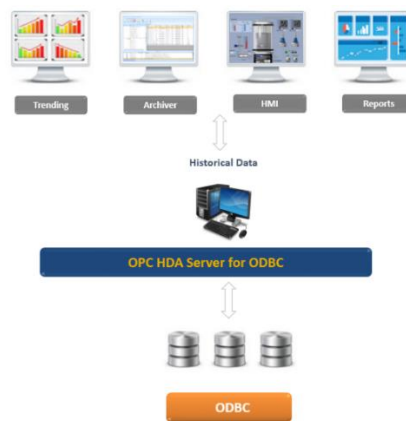 Trending
Archiver
HMI
Reports
Historical Data
OPC HDA Server for ODBC
ODBC